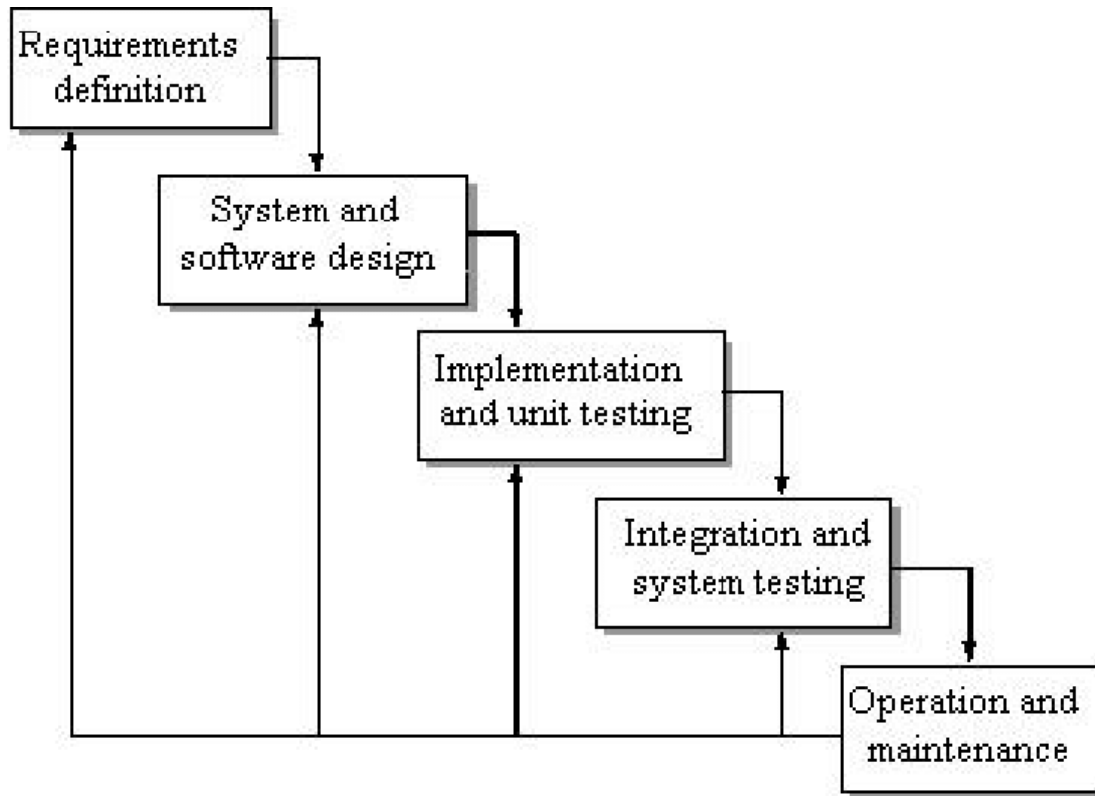 Requirements
definition
System and
software design
Implementation
and unit testing
Integration and
system testing
Operation and
maintenance